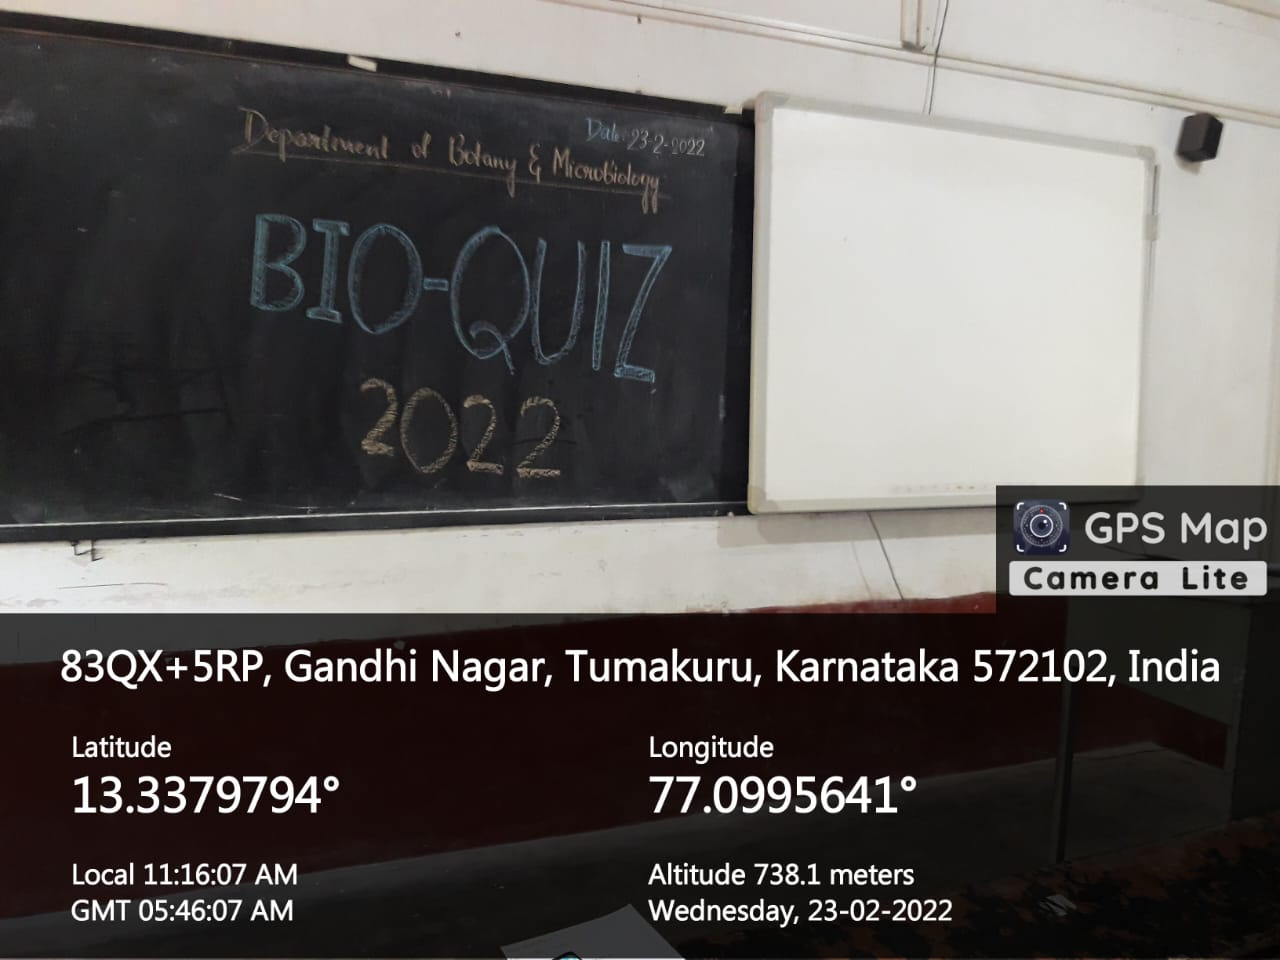 Date: 23-2-2022
Department of Botany & Microbiology
BIO-QUIZ
2022
GPS Map
Camera Lite
83QX+5RP, Gandhi Nagar, Tumakuru, Karnataka 572102, India
Latitude
13.3379794°
Longitude
77.0995641°
Local 11:16:07 AM
GMT 05:46:07 AM
Altitude 738.1 meters
Wednesday, 23-02-2022